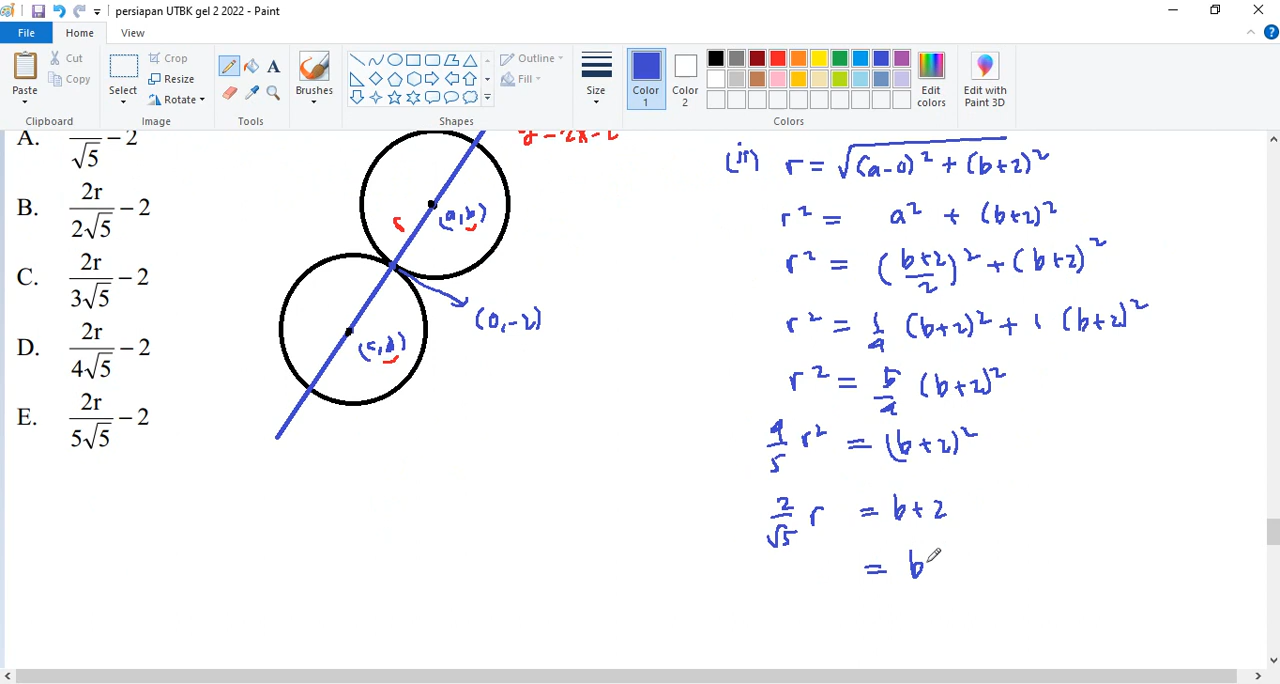 persiapan UTBK gel 2 2022 - Paint
File Home View
Paste Cut Copy
Clipboard
Select Crop Resize Rotate
Image
Tools
Brushes
Shapes
Outline
Fill
Size
Color 1
Color 2
Edit colors
Edit with Paint 3D
Colors
A. √5 − 2
B. 2r/2√5 − 2
C. 2r/3√5 − 2
D. 2r/4√5 − 2
E. 2r/5√5 − 2
y = 2x − 2
(a,b)
(0,−2)
r = √(a−0)² + (b+2)²
r² = a² + (b+2)²
r² = (b+2/2)² + (b+2)²
r² = 1/4 (b+2)² + 1 (b+2)²
r² = 5/4 (b+2)²
4/5 r² = (b+2)²
2/√5 r = b+2
= b